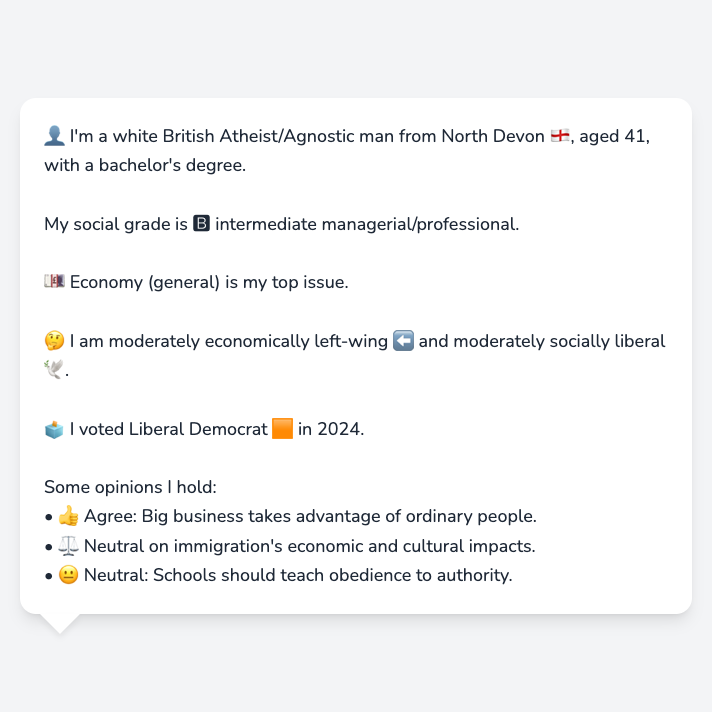 👤 I'm a white British Atheist/Agnostic man from North Devon 🏴󠁧󠁢󠁥󠁮󠁧󠁿, aged 41,
with a bachelor's degree.
My social grade is 🅱 intermediate managerial/professional.
💷 Economy (general) is my top issue.
🤔 I am moderately economically left-wing ⬅️ and moderately socially liberal
🕊️.
🗳️ I voted Liberal Democrat 🟧 in 2024.
Some opinions I hold:
• 👍 Agree: Big business takes advantage of ordinary people.
• ⚖️ Neutral on immigration's economic and cultural impacts.
• 😐 Neutral: Schools should teach obedience to authority.